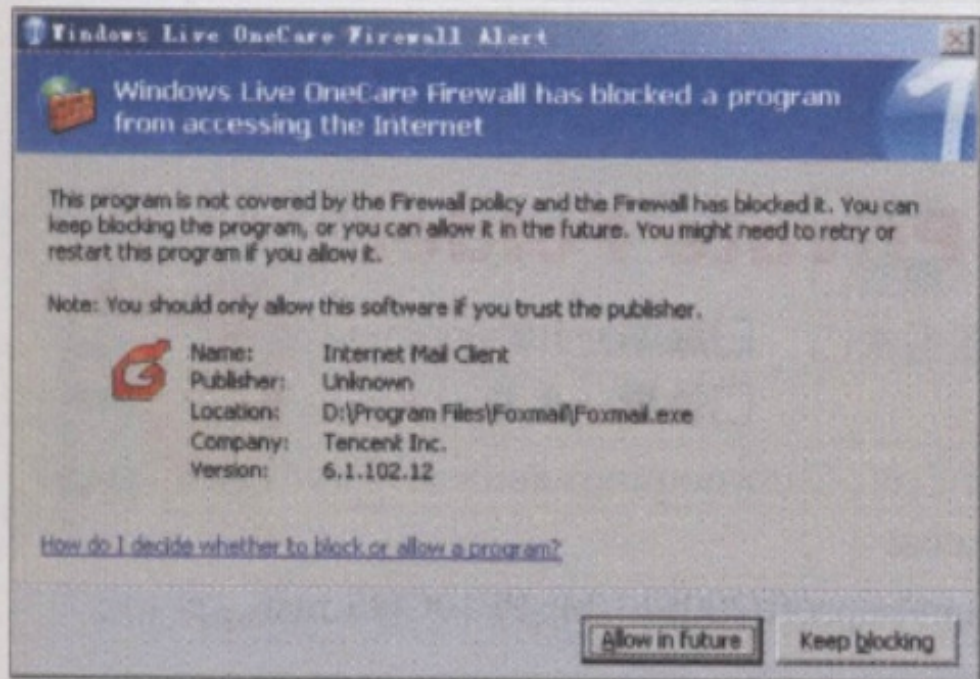 Windows Live OneCare Firewall Alert
Windows Live OneCare Firewall has blocked a program
from accessing the Internet
This program is not covered by the Firewall policy and the Firewall has blocked it. You can
keep blocking the program, or you can allow it in the future. You might need to retry or
restart this program if you allow it.
Note: You should only allow this software if you trust the publisher.
Name: Internet Mail Client
Publisher: Unknown
Location: D:\Program Files\Foxmail\Foxmail.exe
Company: Tencent Inc.
Version: 6.1.102.12
How do I decide whether to block or allow a program?
Allow in future Keep blocking